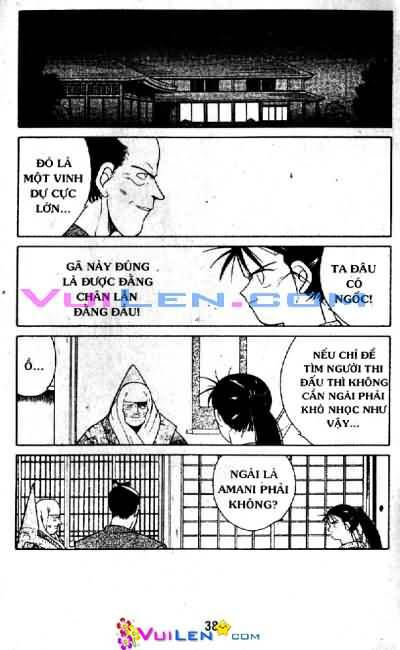 ĐÓ LÀ
MỘT VINH
DỰ CỰC
LỚN...
GÃ NÀY ĐÚNG
LÀ ĐƯỢC ĐẰNG
CHÂN LẤN
ĐẰNG ĐẦU!
TA ĐÂU
CÓ
NGỐC!
VUILEN.COM
Ồ...
NẾU CHỈ ĐỂ
TÌM NGƯỜI THI
ĐẤU THÌ KHÔNG
CẦN NGÀI PHẢI
KHÓ NHỌC NHƯ
VẬY...
NGÀI LÀ
AMANI PHẢI
KHÔNG?
38
VUILEN.COM